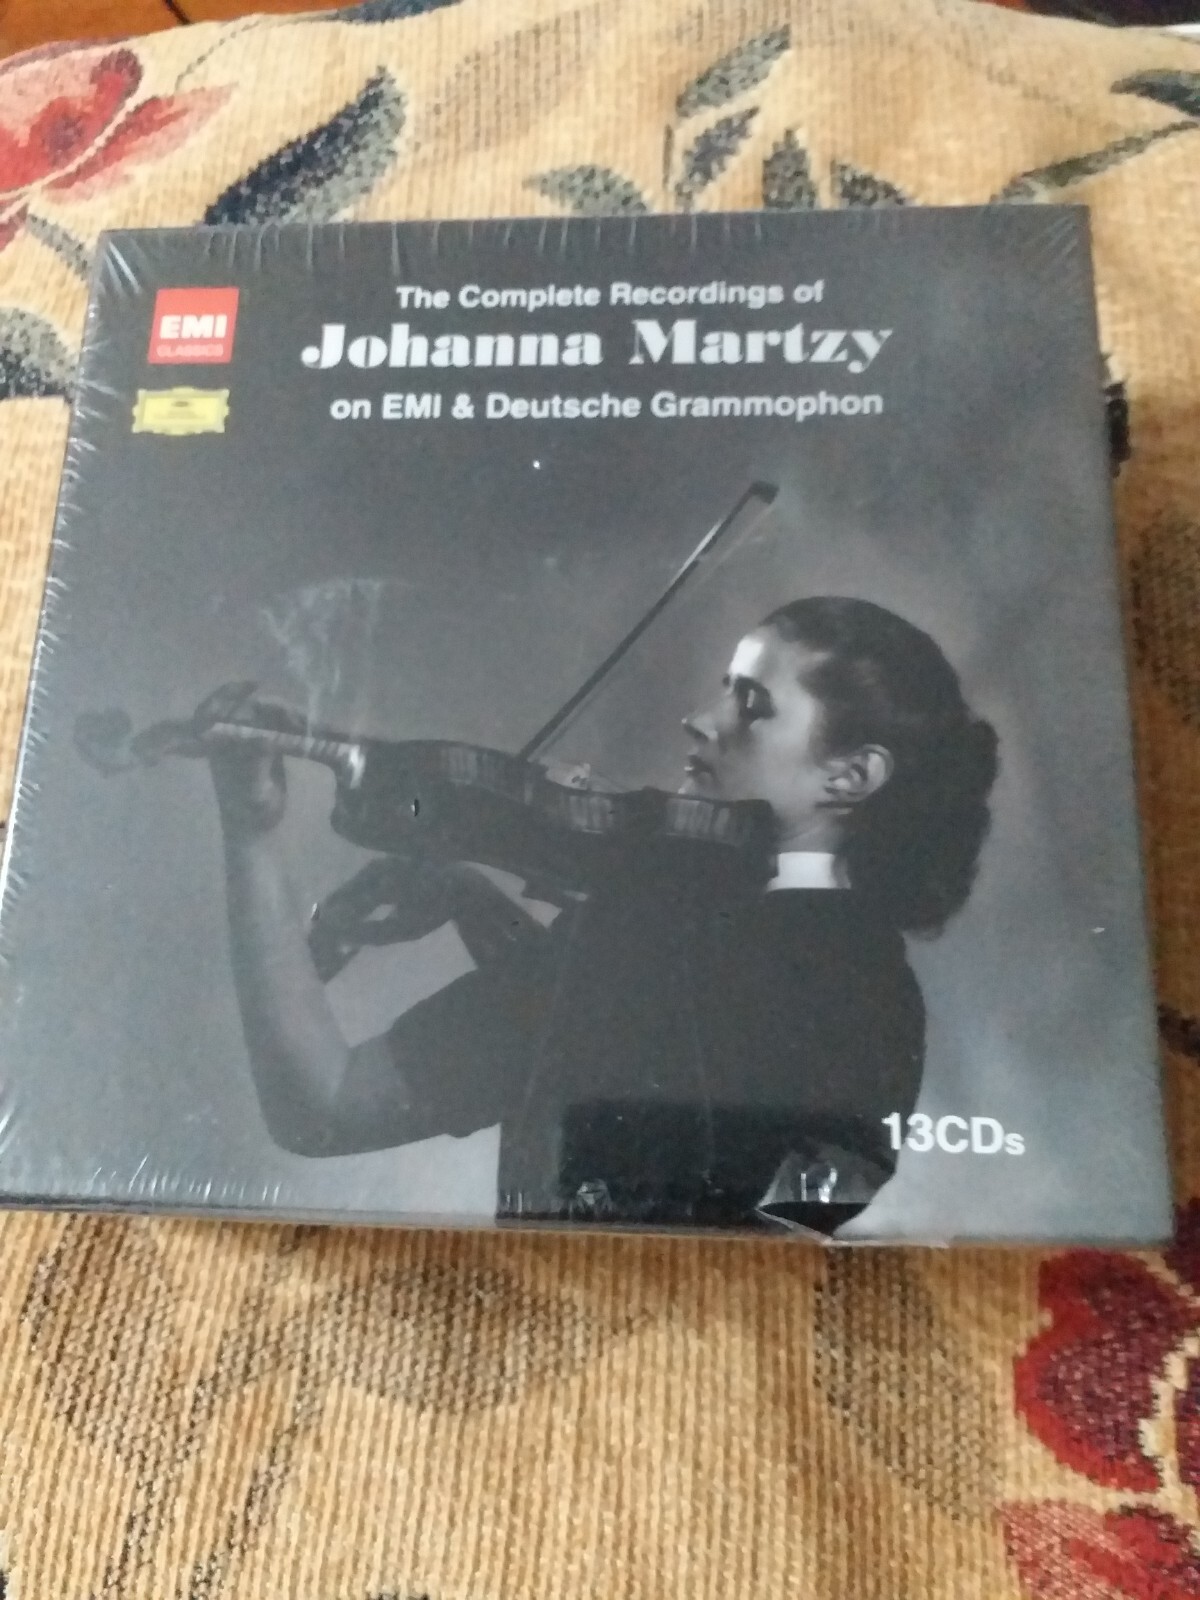 The Complete Recordings of
EMI
CLASSICS
Johanna Martzy
on EMI & Deutsche Grammophon
13CDs